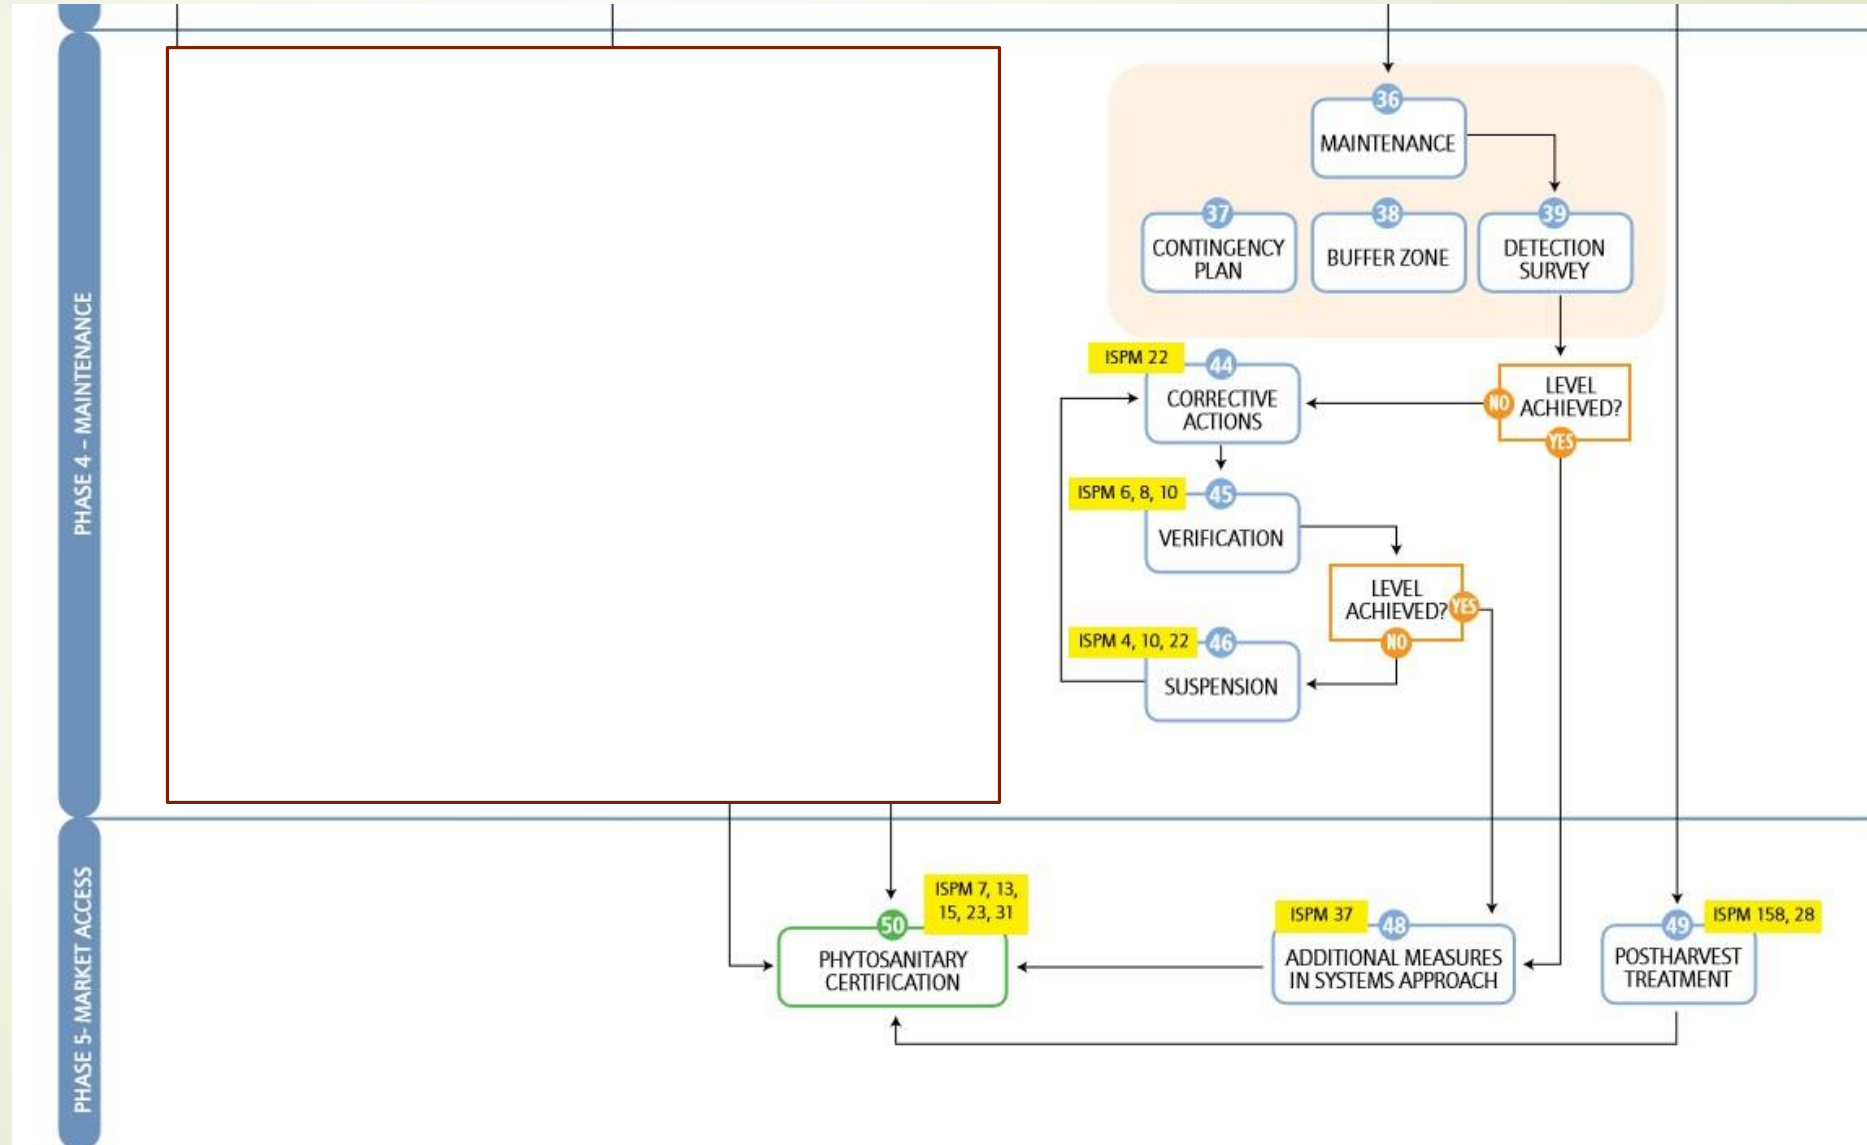 PHASE 4 – MAINTENANCE
36
MAINTENANCE
37
CONTINGENCY
PLAN
38
BUFFER ZONE
39
DETECTION
SURVEY
ISPM 22
44
CORRECTIVE
ACTIONS
LEVEL
ACHIEVED?
NO
YES
ISPM 6, 8, 10
45
VERIFICATION
LEVEL
ACHIEVED?
YES
NO
ISPM 4, 10, 22
46
SUSPENSION
PHASE 5- MARKET ACCESS
ISPM 7, 13,
15, 23, 31
50
PHYTOSANITARY
CERTIFICATION
ISPM 37
48
ADDITIONAL MEASURES
IN SYSTEMS APPROACH
49
ISPM 158, 28
POSTHARVEST
TREATMENT